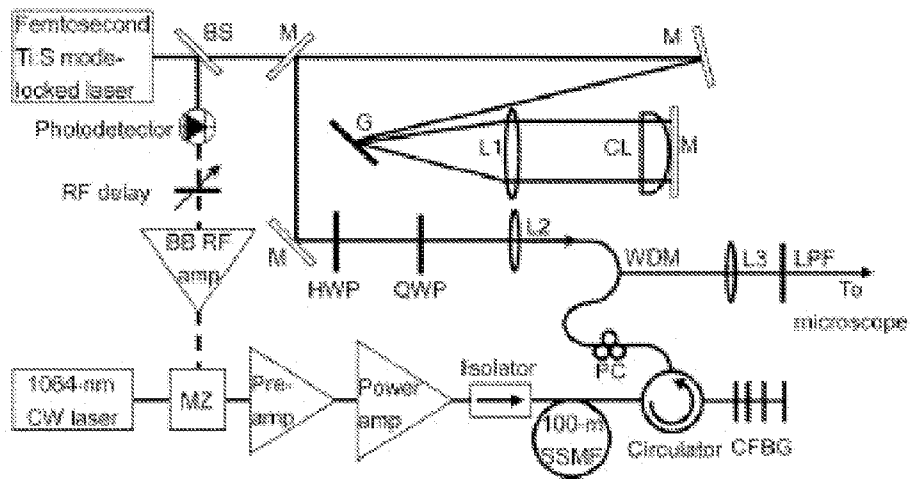 Femtosecond
Ti:S mode-
locked laser
BS
M
M
Photodetector
G
L1
CL
M
RF delay
BB RF
amp
M
HWP
QWP
L2
WDM
L3
LPF
To
microscope
PC
1064-nm
CW laser
MZ
Pre-
amp
Power
amp
Isolator
100-m
SSMF
Circulator
CFBG